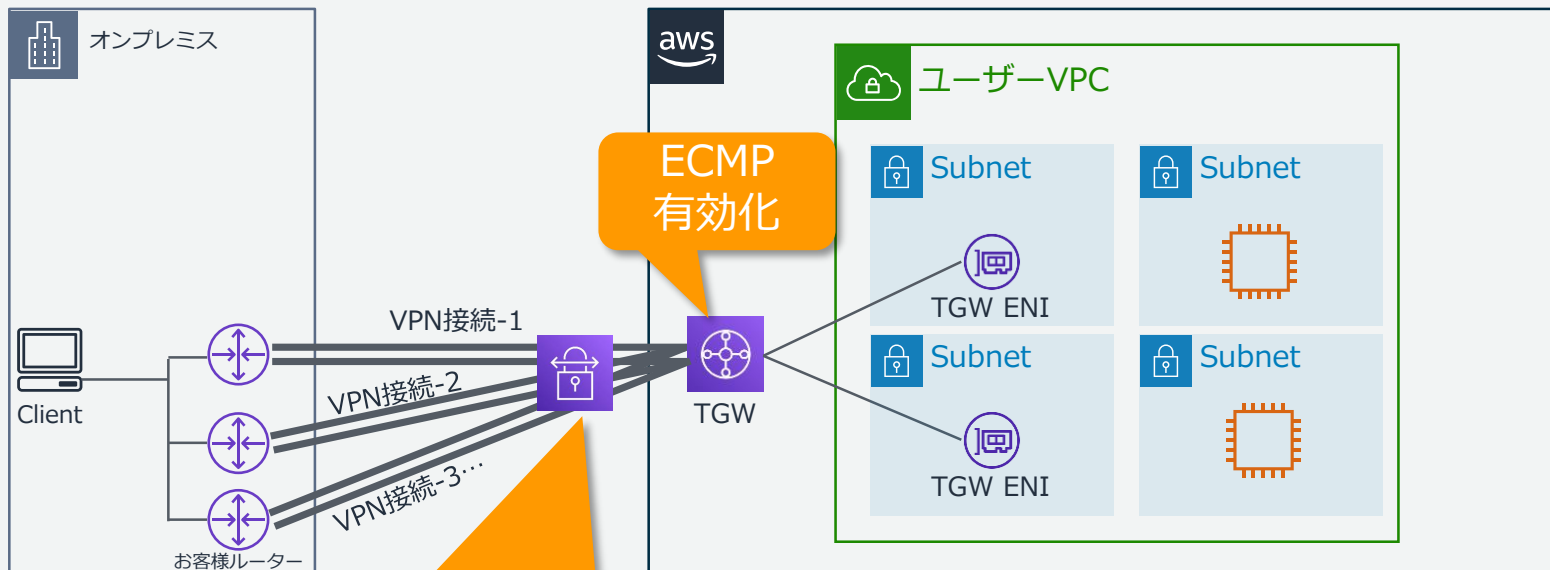 オンプレミス
aws
ユーザーVPC
ECMP
有効化
Subnet
Subnet
TGW ENI
VPN接続-1
Subnet
Subnet
VPN接続-2
Client
TGW
TGW ENI
VPN接続-3…
お客様ルーター